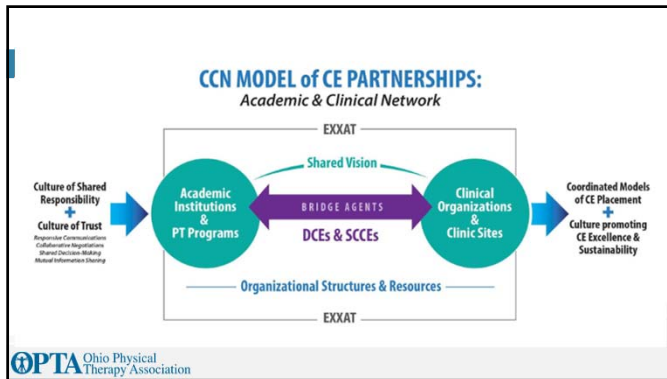 CCN MODEL of CE PARTNERSHIPS:
Academic & Clinical Network
EXXAT
Shared Vision
Culture of Shared
Responsibility
+
Culture of Trust
Responsive Communications
Collaborative Negotiations
Shared Decision-Making
Mutual Information Sharing
Academic
Institutions
&
PT Programs
BRIDGE AGENTS
DCEs & SCCEs
Clinical
Organizations
&
Clinic Sites
Coordinated Models
of CE Placement
+
Culture promoting
CE Excellence &
Sustainability
Organizational Structures & Resources
EXXAT
OPTA Ohio Physical
Therapy Association